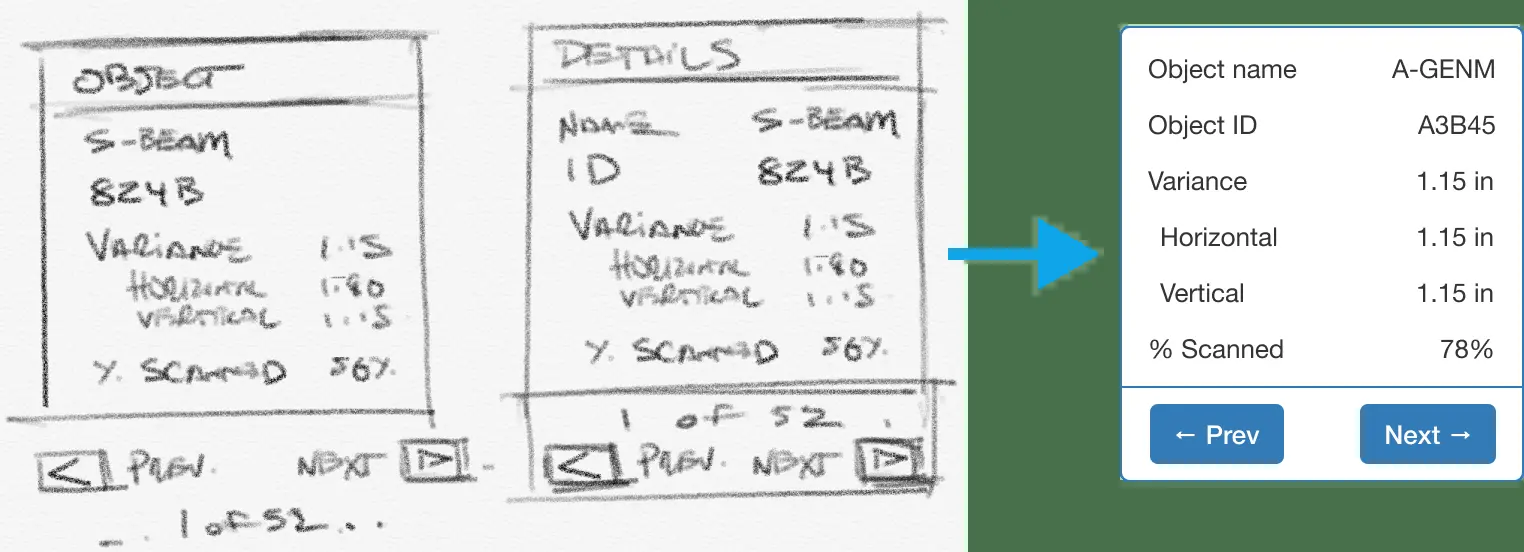 OBJECT
S-BEAM
824B
VARIANCE 1.15
HORIZONTAL 1.80
VERTICAL 1.15
% SCANNED 56%
< PREV. NEXT >
1 of 52
DETAILS
NAME S-BEAM
ID 824B
VARIANCE 1.15
HORIZONTAL 1.80
VERTICAL 1.15
% SCANNED 56%
1 of 52
< PREV. NEXT >
Object name A-GENM
Object ID A3B45
Variance 1.15 in
Horizontal 1.15 in
Vertical 1.15 in
% Scanned 78%
← Prev Next →